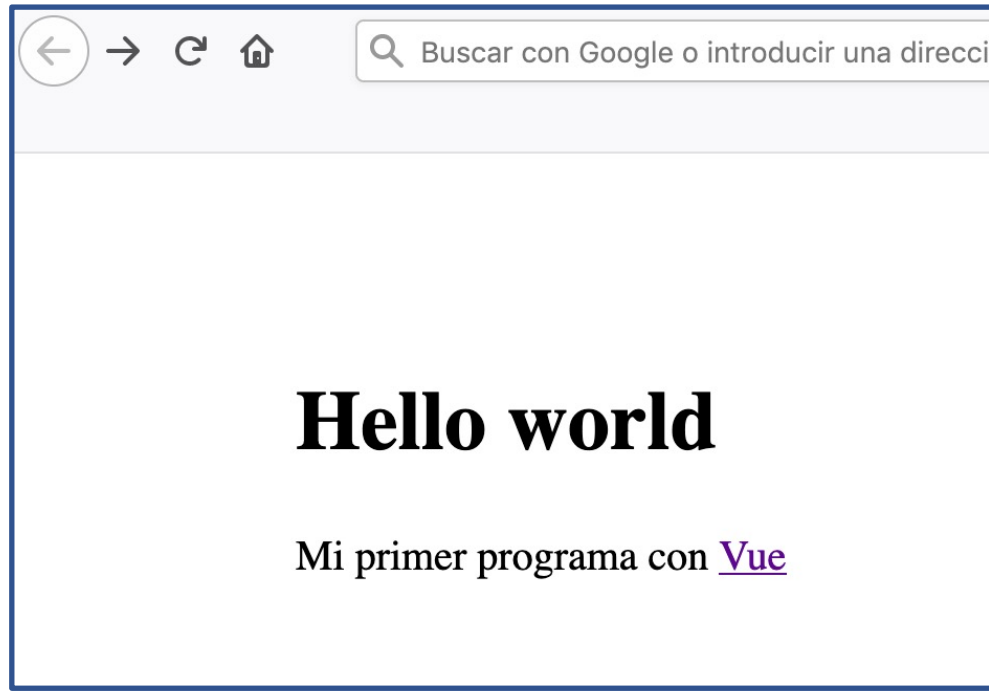 Buscar con Google o introducir una direcci
Hello world
Mi primer programa con Vue